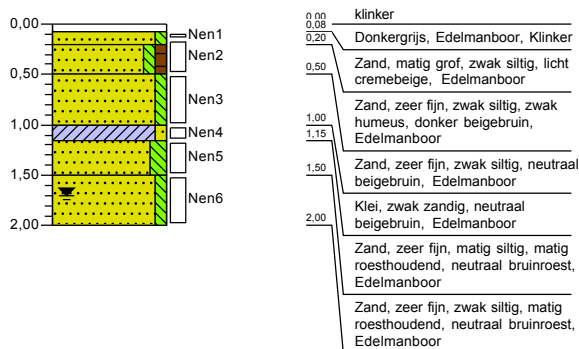 0,00
0,50
1,00
1,50
2,00
Nen1
Nen2
Nen3
Nen4
Nen5
Nen6
0,00
klinker
0,08
Donkergrijs, Edelmanboor, Klinker
0,20
Zand, matig grof, zwak siltig, licht
cremebeige, Edelmanboor
0,50
Zand, zeer fijn, zwak siltig, zwak
humeus, donker beigebruin,
Edelmanboor
1,00
Zand, zeer fijn, zwak siltig, neutraal
beigebruin, Edelmanboor
1,15
Klei, zwak zandig, neutraal
beigebruin, Edelmanboor
1,50
Zand, zeer fijn, matig siltig, matig
roesthoudend, neutraal bruinroest,
Edelmanboor
2,00
Zand, zeer fijn, zwak siltig, matig
roesthoudend, neutraal bruinroest,
Edelmanboor